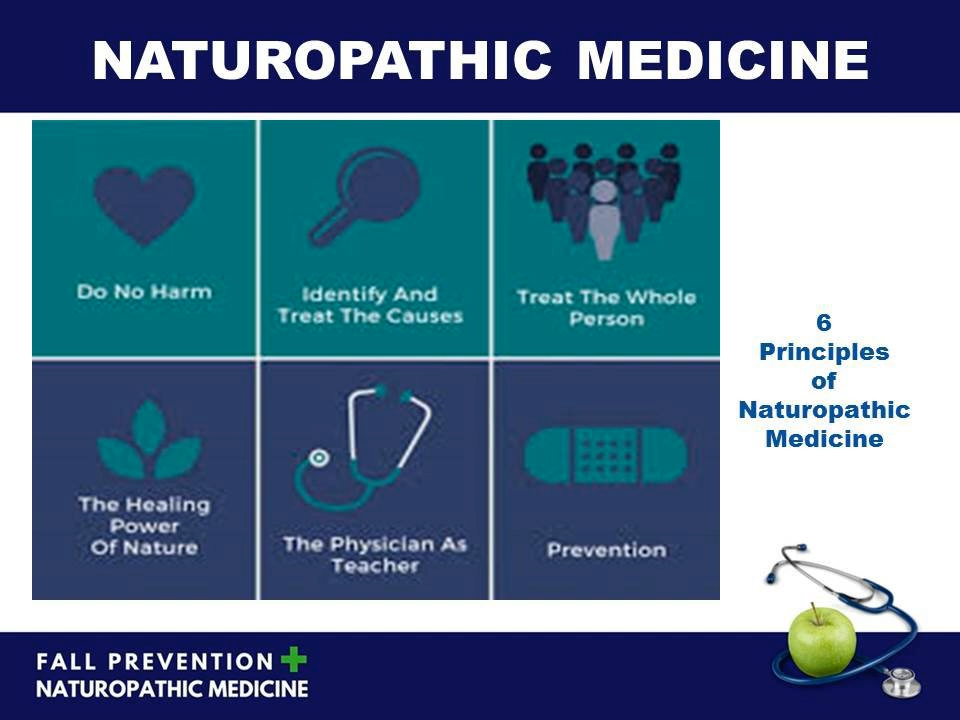 NATUROPATHIC MEDICINE
Do No Harm
Identify And
Treat The Causes
Treat The Whole
Person
The Healing
Power
Of Nature
The Physician As
Teacher
Prevention
6
Principles
of
Naturopathic
Medicine
FALL PREVENTION
NATUROPATHIC MEDICINE